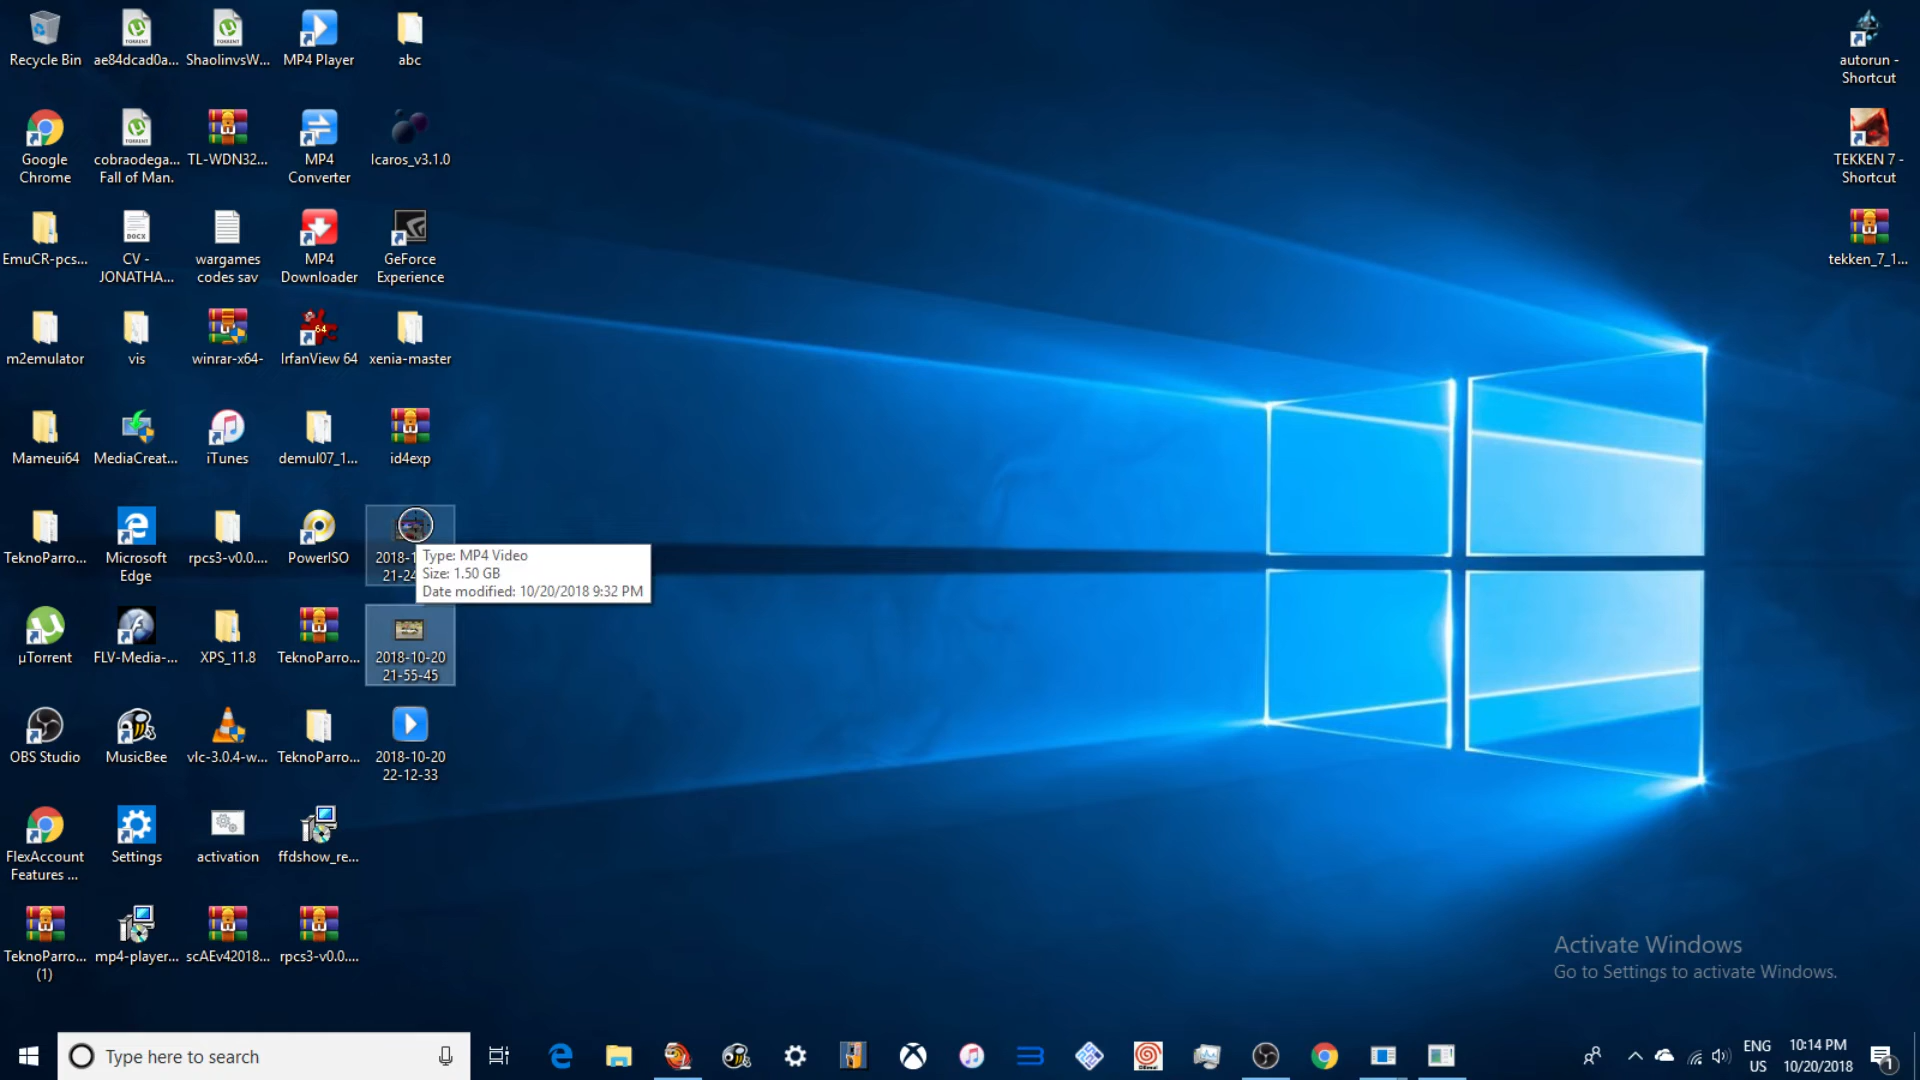 Recycle Bin
ae84dcad0a...
ShaolinvsW...
MP4 Player
abc
autorun -
Shortcut
Google
Chrome
cobraodega...
Fall of Man.
TL-WDN32...
MP4
Converter
Icaros_v3.1.0
TEKKEN 7 -
Shortcut
EmuCR-pcs...
CV -
JONATHA...
wargames
codes sav
MP4
Downloader
GeForce
Experience
tekken_7_1...
m2emulator
vis
winrar-x64-
IrfanView 64
xenia-master
Mameui64
MediaCreat...
iTunes
demul07_1...
id4exp
TeknoParro...
Microsoft
Edge
rpcs3-v0.0....
PowerISO
2018-1
21-24
Type: MP4 Video
Size: 1.50 GB
Date modified: 10/20/2018 9:32 PM
µTorrent
FLV-Media-...
XPS_11.8
TeknoParro...
2018-10-20
21-55-45
OBS Studio
MusicBee
vlc-3.0.4-w...
TeknoParro...
2018-10-20
22-12-33
FlexAccount
Features ...
Settings
activation
ffdshow_re...
TeknoParro...
(1)
mp4-player...
scAEv42018...
rpcs3-v0.0....
Activate Windows
Go to Settings to activate Windows.
Type here to search
ENG
US
10:14 PM
10/20/2018
1